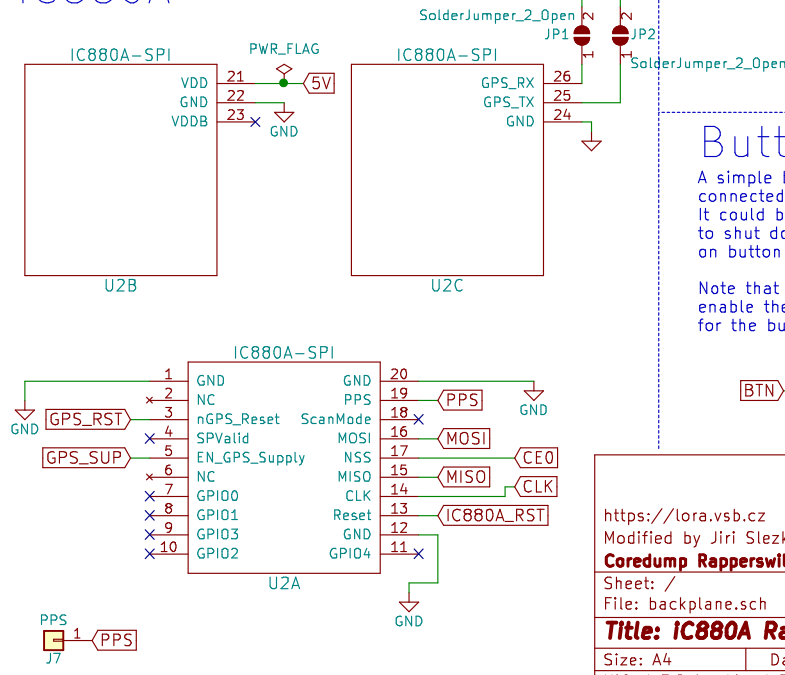 IC880A
SolderJumper_2_Open
2
2
JP1
JP2
1
1
SolderJumper_2_Open
IC880A-SPI
PWR_FLAG
IC880A-SPI
VDD 21
5V
GND 22
VDDB 23
GND
U2B
GPS_RX 26
GPS_TX 25
GND 24
U2C
Butt
A simple
connected
It could b
to shut do
on button
Note that
enable the
for the bu
BTN
IC880A-SPI
1 GND
GND 20
2 NC
PPS 19 PPS
GPS_RST 3 nGPS_Reset
ScanMode 18
4 SPValid
MOSI 16 MOSI
GPS_SUP 5 EN_GPS_Supply
NSS 17 CE0
6 NC
MISO 15 MISO
7 GPIO0
CLK 14 CLK
8 GPIO1
Reset 13 IC880A_RST
9 GPIO3
GND 12
10 GPIO2
GPIO4 11
GND
GND
GND
U2A
PPS
1 PPS
J7
https://lora.vsb.cz
Modified by Jiri Slezk
Coredump Rapperswil
Sheet: /
File: backplane.sch
Title: iC880A Ra
Size: A4
Da